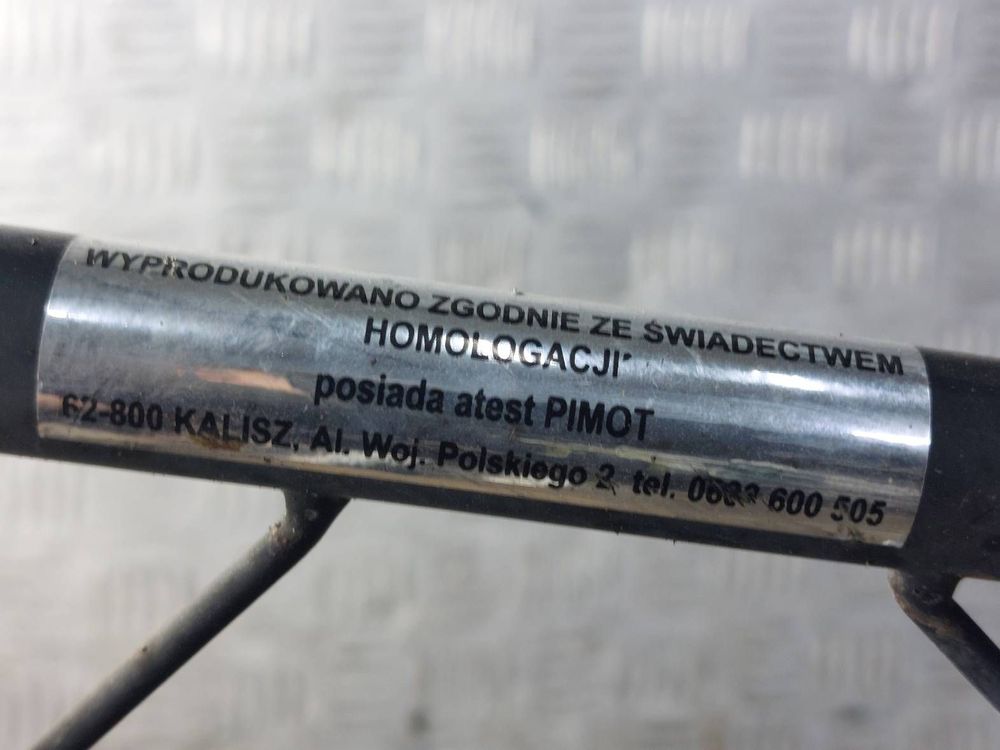 WYPRODUKOWANO ZGODNIE ZE ŚWIADECTWEM
HOMOLOGACJI
posiada atest PIMOT
62-800 KALISZ, Al. Woj. Polskiego 2 tel. 600 505